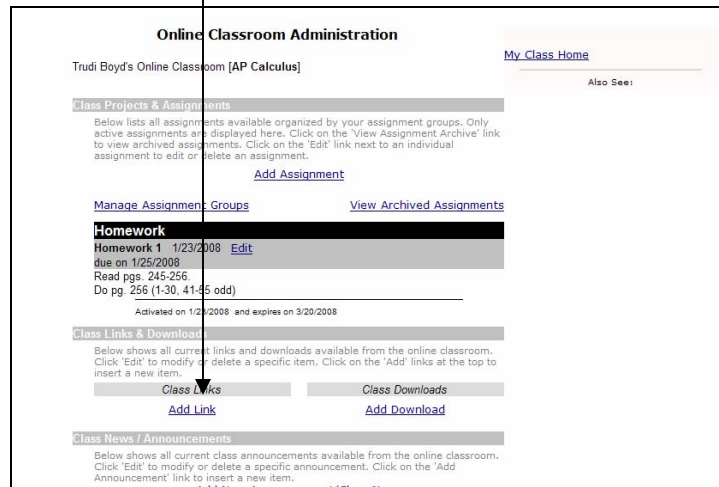 Online Classroom Administration
My Class Home
Trudi Boyd's Online Classroom [AP Calculus]
Also See:
Class Projects & Assignments
Below lists all assignments available organized by your assignment groups. Only
active assignments are displayed here. Click on the 'View Assignment Archive' link
to view archived assignments. Click on the 'Edit' link next to an individual
assignment to edit or delete an assignment.
Add Assignment
Manage Assignment Groups View Archived Assignments
Homework
Homework 1 1/23/2008 Edit
due on 1/25/2008
Read pgs. 245-256.
Do pg. 256 (1-30, 41-55 odd)
Activated on 1/23/2008 and expires on 3/20/2008
Class Links & Downloads
Below shows all current links and downloads available from the online classroom.
Click 'Edit' to modify or delete a specific item. Click on the 'Add' links at the top to
insert a new item.
Class Links Class Downloads
Add Link Add Download
Class News / Announcements
Below shows all current class announcements available from the online classroom.
Click 'Edit' to modify or delete a specific announcement. Click on the 'Add
Announcement' link to insert a new item.